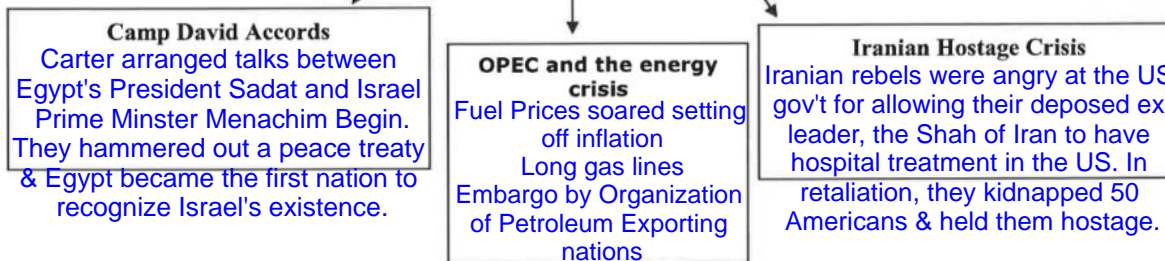 Camp David Accords
Carter arranged talks between
Egypt's President Sadat and Israel
Prime Minster Menachim Begin.
They hammered out a peace treaty
& Egypt became the first nation to
recognize Israel's existence.
OPEC and the energy
crisis
Fuel Prices soared setting
off inflation
Long gas lines
Embargo by Organization
of Petroleum Exporting
nations
Iranian Hostage Crisis
Iranian rebels were angry at the US
gov't for allowing their deposed ex
leader, the Shah of Iran to have
hospital treatment in the US. In
retaliation, they kidnapped 50
Americans & held them hostage.